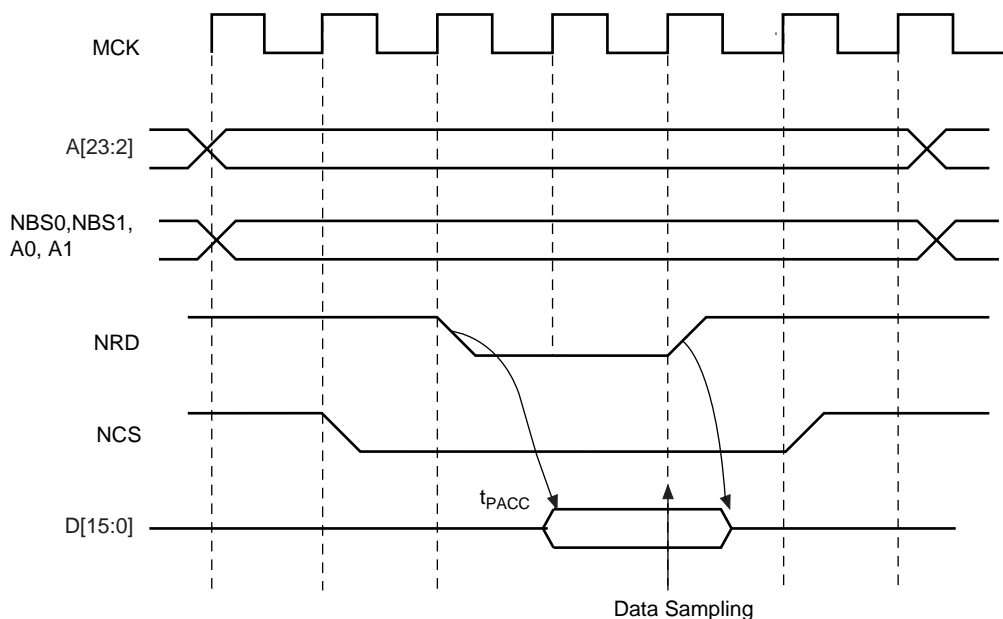 MCK
A[23:2]
NBS0,NBS1,
A0, A1
NRD
NCS
tPACC
D[15:0]
Data Sampling